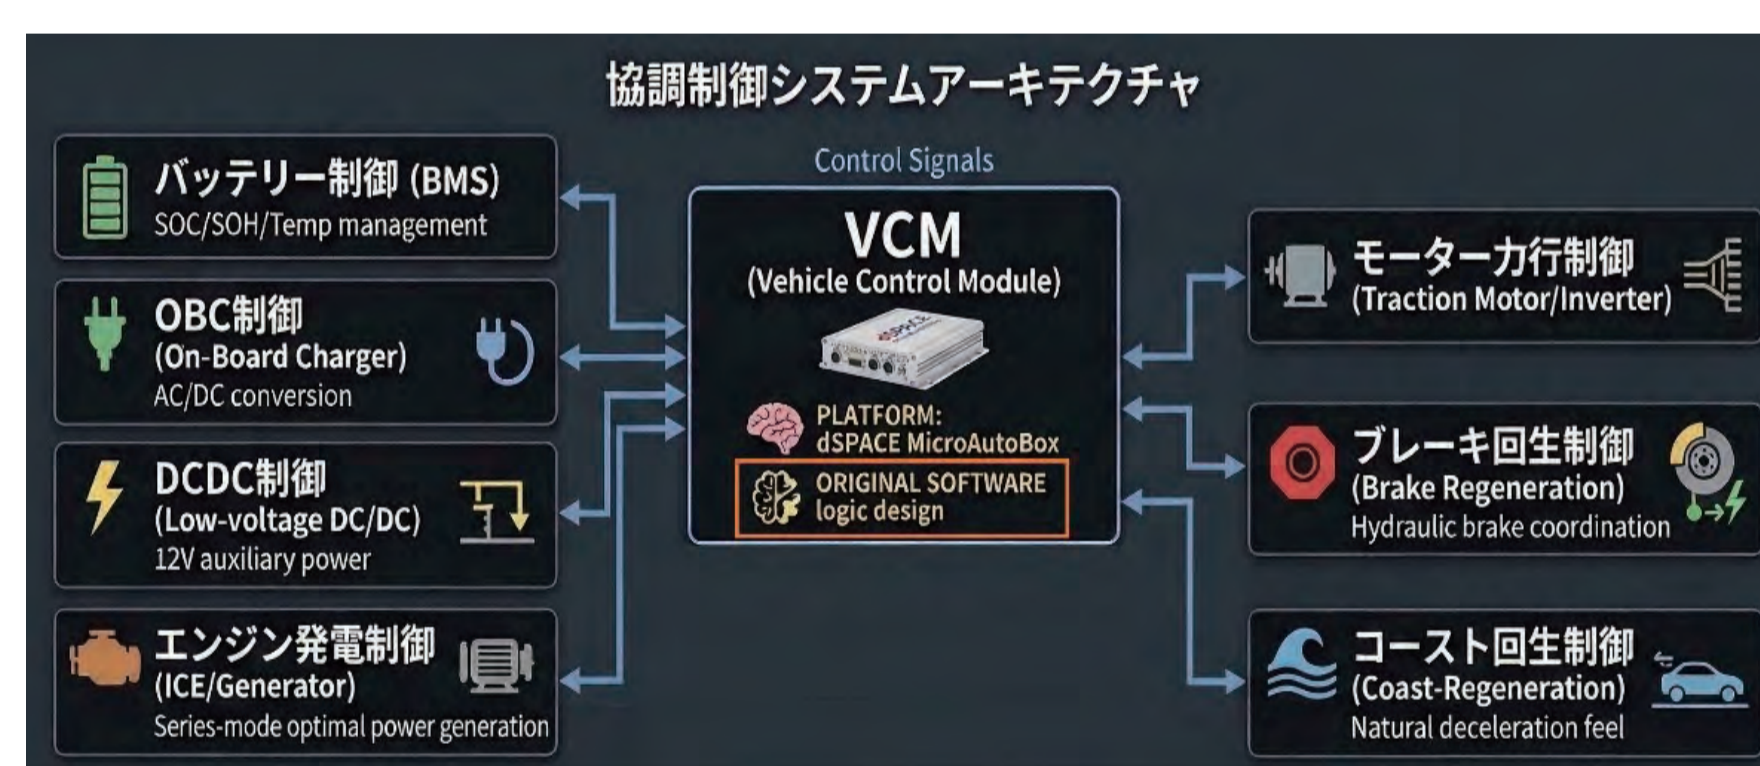 協調制御システムアーキテクチャ
バッテリー制御 (BMS)
SOC/SOH/Temp management
OBC制御
(On-Board Charger)
AC/DC conversion
DCDC制御
(Low-voltage DC/DC)
12V auxiliary power
エンジン発電制御
(ICE/Generator)
Series-mode optimal power generation
Control Signals
VCM
(Vehicle Control Module)
dSPACE
PLATFORM:
dSPACE MicroAutoBox
ORIGINAL SOFTWARE
logic design
モーター力行制御
(Traction Motor/Inverter)
ブレーキ回生制御
(Brake Regeneration)
Hydraulic brake coordination
コースト回生制御
(Coast-Regeneration)
Natural deceleration feel